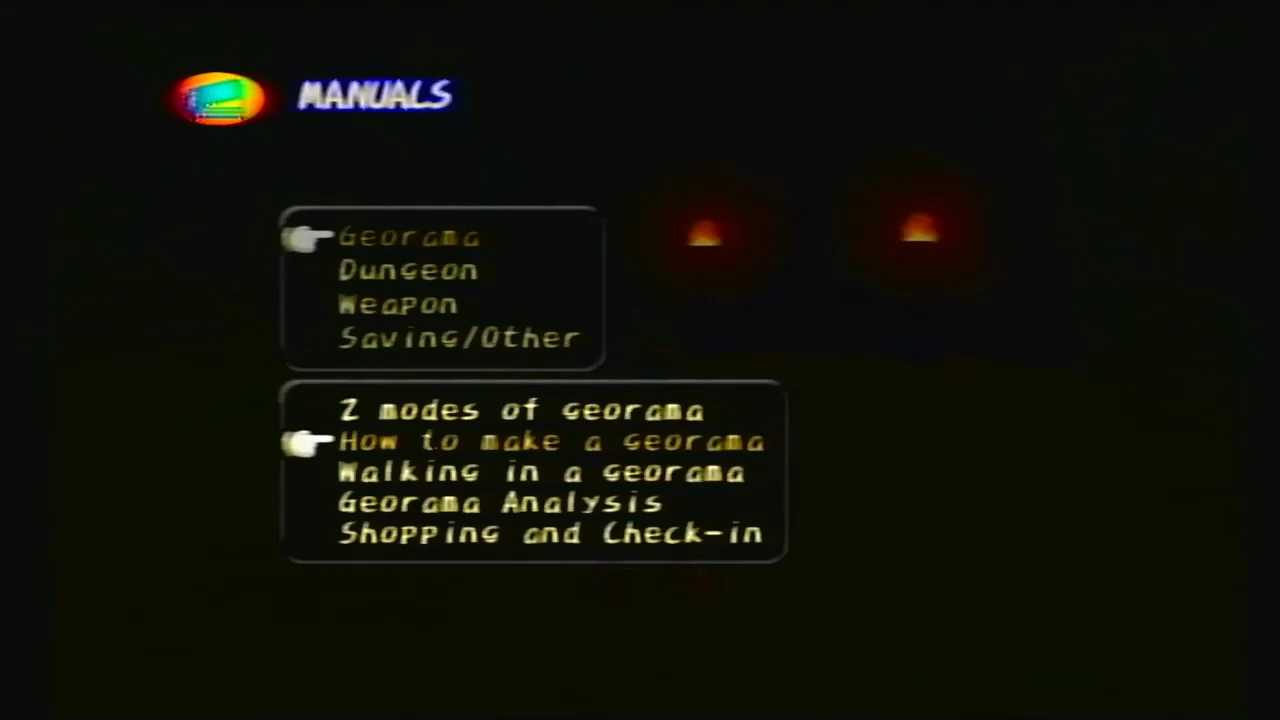 MANUALS
Georama
Dungeon
Weapon
Saving/Other
2 modes of georama
How to make a georama
Walking in a georama
Georama Analysis
Shopping and Check-in